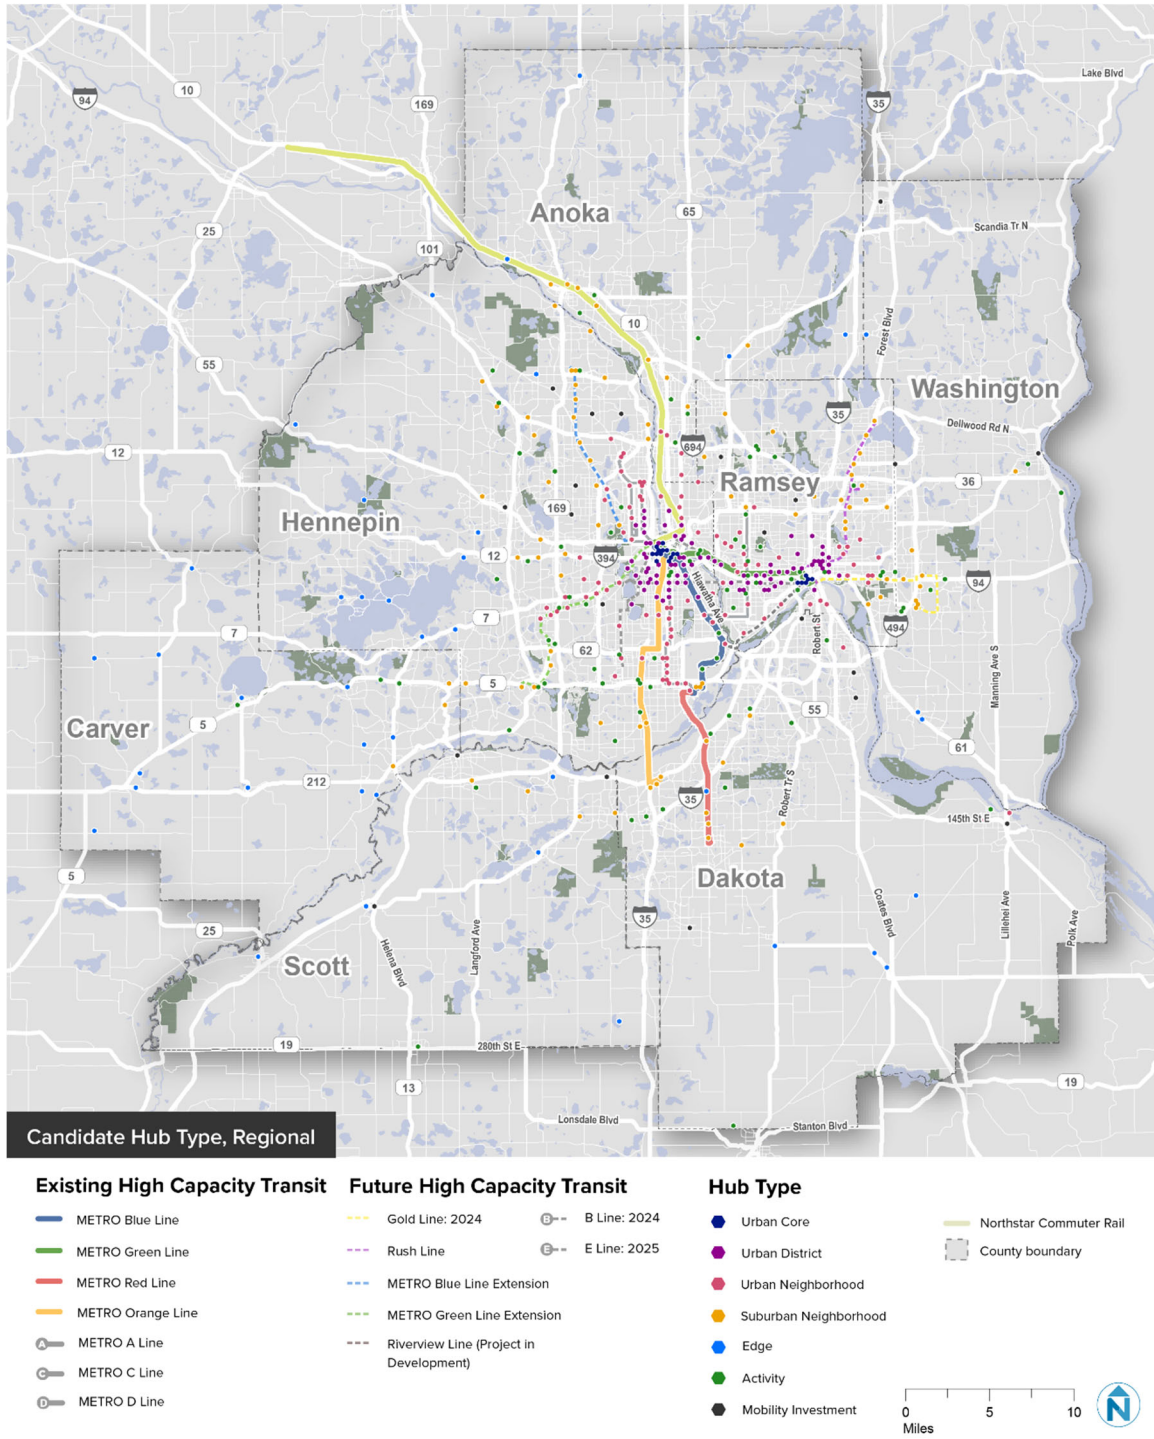 Lake Blvd
94
10
169
35
Anoka
65
25
101
Scandia Tr N
10
Forest Blvd
55
Washington
35
694
Dellwood Rd N
12
Ramsey
36
169
Hennepin
12
394
94
Hiawatha Ave
7
7
494
62
Robert St
Manning Ave S
5
Carver
5
55
61
212
35
Robert Tr S
145th St E
Dakota
5
35
Coates Blvd
Lillehei Ave
Polk Ave
25
Scott
Helena Blvd
Langford Ave
19
280th St E
13
19
Lonsdale Blvd
Stanton Blvd
Candidate Hub Type, Regional
Existing High Capacity Transit
METRO Blue Line
METRO Green Line
METRO Red Line
METRO Orange Line
A METRO A Line
C METRO C Line
D METRO D Line
Future High Capacity Transit
Gold Line: 2024
Rush Line
METRO Blue Line Extension
METRO Green Line Extension
Riverview Line (Project in
Development)
B B Line: 2024
E E Line: 2025
Hub Type
Urban Core
Urban District
Urban Neighborhood
Suburban Neighborhood
Edge
Activity
Mobility Investment
Northstar Commuter Rail
County boundary
0 5 10
Miles
N